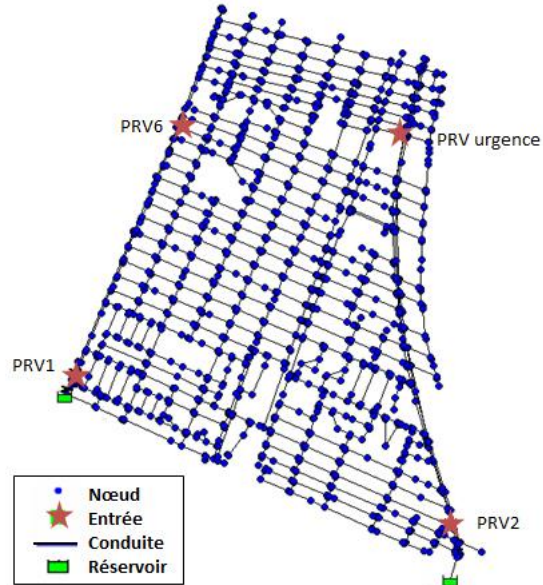 PRV6
PRV urgence
PRV1
PRV2
Nœud
Entrée
Conduite
Réservoir